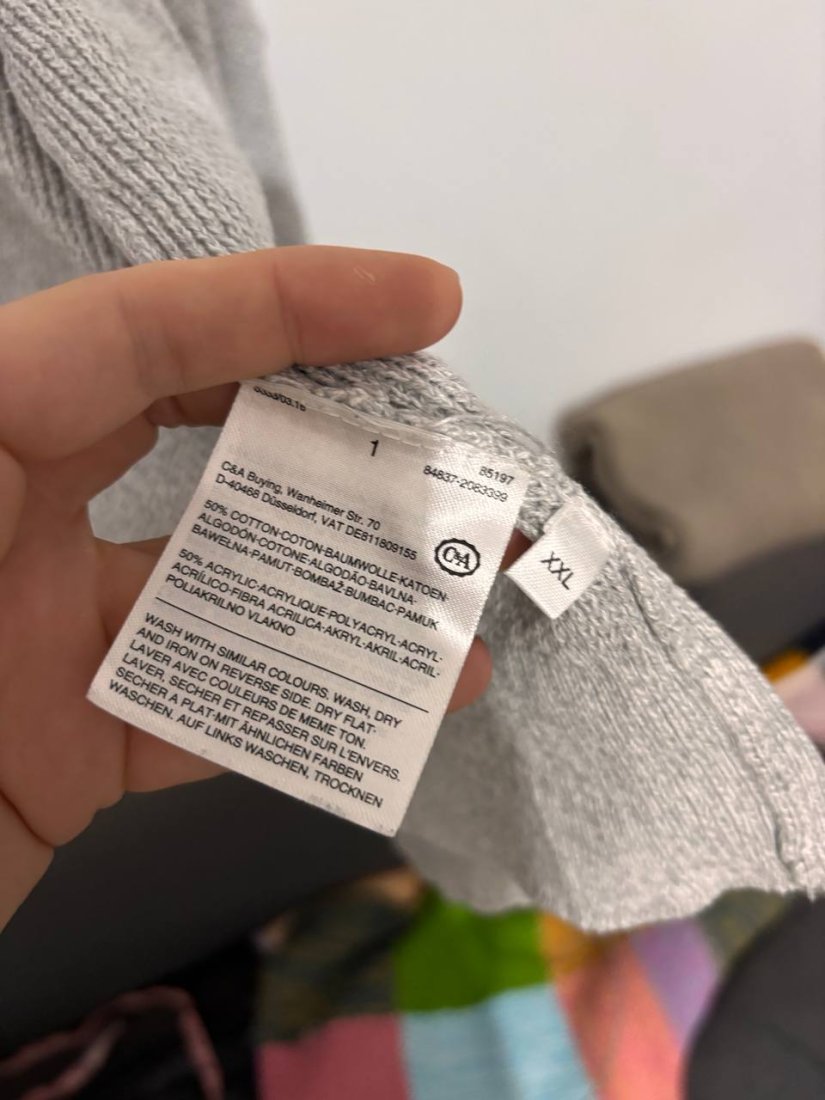 1
85197
84837-2083399
C&A Buying, Wanheimer Str. 70
D-40468 Düsseldorf, VAT DE811809155
C&A
50% COTTON·COTON·BAUMWOLLE·KATOEN·
ALGODÓN·COTONE·ALGODÃO·BAVLNA·
BAWEŁNA·PAMUT·BOMBAŽ·BUMBAC·PAMUK
50% ACRYLIC·ACRYLIQUE·POLYACRYL·ACRYL·
ACRÍLICO·FIBRA ACRILICA·AKRYL·AKRIL·ACRIL·
POLIAKRILNO VLAKNO
WASH WITH SIMILAR COLOURS. WASH, DRY
AND IRON ON REVERSE SIDE. DRY FLAT·
LAVER AVEC COULEURS DE MEME TON.
LAVER, SECHER ET REPASSER SUR L'ENVERS.
SECHER A PLAT·MIT ÄHNLICHEN FARBEN
WASCHEN. AUF LINKS WASCHEN, TROCKNEN
XXL